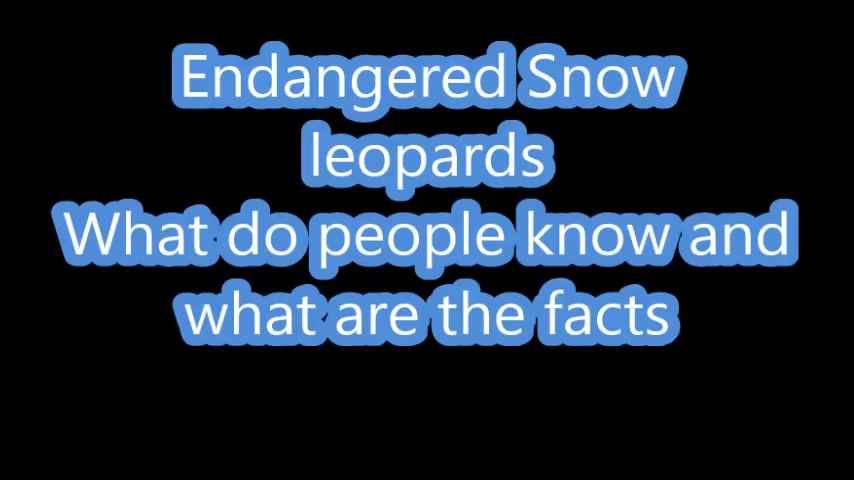 Endangered Snow
leopards
What do people know and
what are the facts